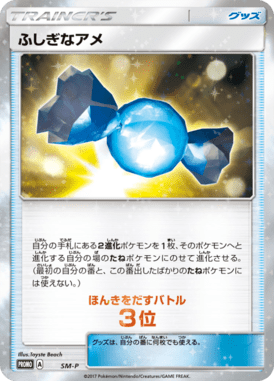 TRAINER'S
グッズ
ふしぎなアメ
自分の手札にある2進化ポケモンを1枚、そのポケモンへと
進化する自分の場のたねポケモンにのせて進化させる。
(最初の自分の番と、この番出したばかりのたねポケモンに
は使えない。)
ほんきをだすバトル
3位
グッズは、自分の番に何枚でも使える。
Illus. Joyste Beach
PROMO A SM-P
©2017 Pokémon/Nintendo/Creatures/GAME FREAK.